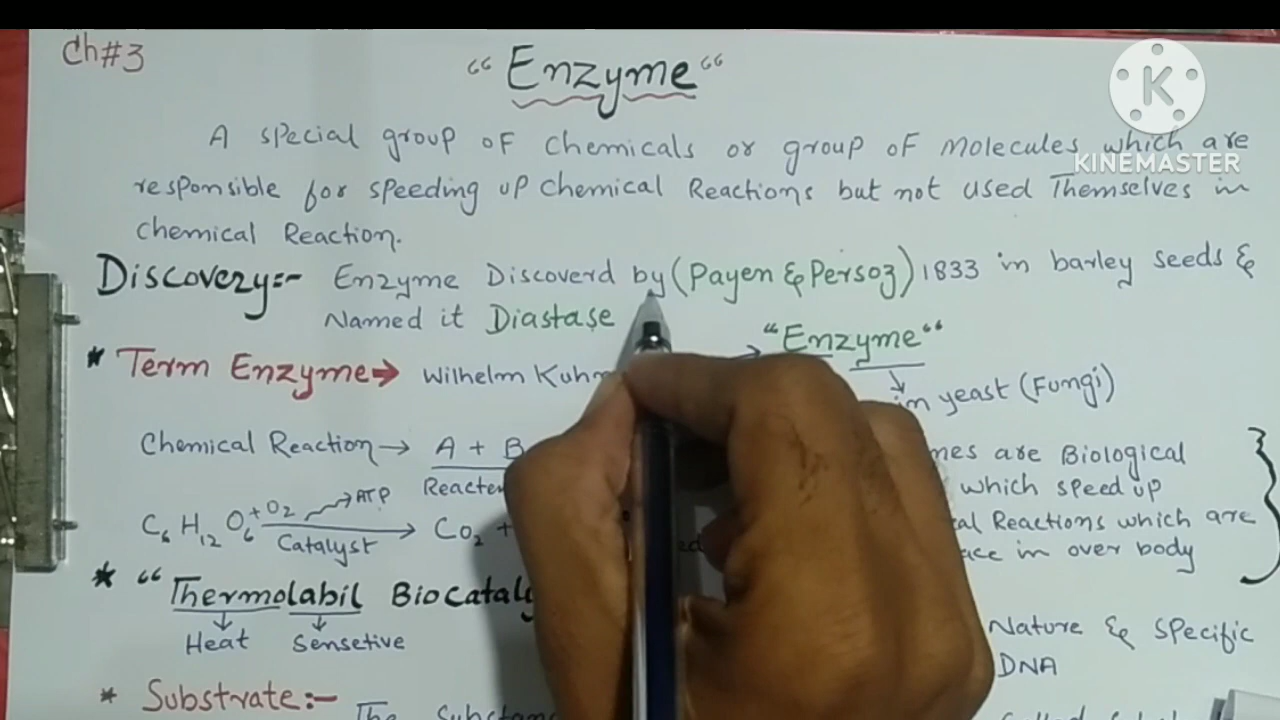 Ch#3
"Enzyme"
K
KINEMASTER
A special group of chemicals or group of Molecules which are
responsible for speeding up chemical Reactions but not used Themselves in
chemical Reaction.
Discovery:- Enzyme Discoverd by (Payen & Persoz) 1833 in barley seeds &
Named it Diastase
* Term Enzyme→ Wilhelm → "Enzyme"
↓
in yeast (Fungi)
Chemical Reaction → A + B
are Biological
which speed up
Reactions which are
in over body
C6 H12 O6 + O2 → ATP
Catalyst → CO2 +
* "Thermolabil
↓ ↓
Heat Sensetive
Nature & Specific
DNA
* Substrate:- The